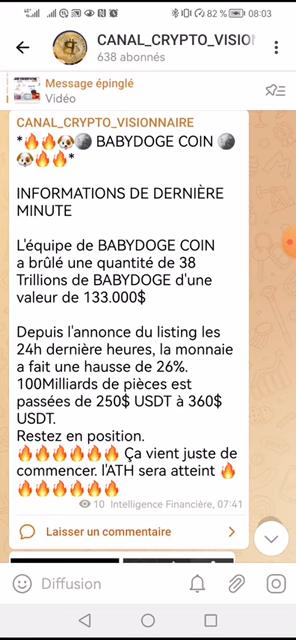 82 % 08:03
CANAL_CRYPTO_VISION
638 abonnés
Message épinglé
Vidéo
CANAL_CRYPTO_VISIONNAIRE
*🔥🔥🐶🌑 BABYDOGE COIN 🌑
🐶🔥🔥*
INFORMATIONS DE DERNIÈRE
MINUTE
L'équipe de BABYDOGE COIN
a brûlé une quantité de 38
Trillions de BABYDOGE d'une
valeur de 133.000$
Depuis l'annonce du listing les
24h dernière heures, la monnaie
a fait une hausse de 26%.
100Milliards de pièces est
passées de 250$ USDT à 360$
USDT.
Restez en position.
🔥🔥🔥🔥🔥🔥 Ça vient juste de
commencer. l'ATH sera atteint 🔥
🔥🔥🔥🔥🔥🔥
10 Intelligence Financière, 07:41
Laisser un commentaire
Diffusion